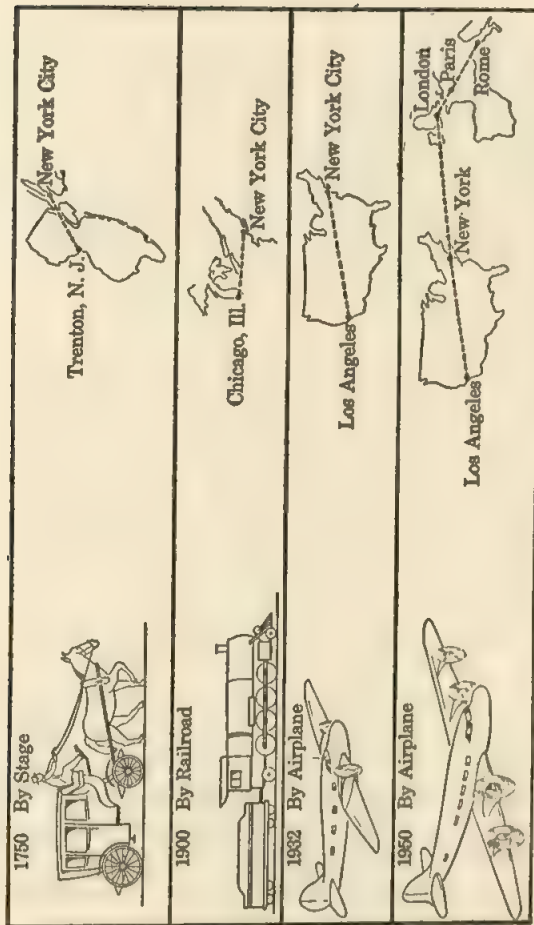 1750 By Stage
Trenton, N. J.
New York City
1900 By Railroad
Chicago, Ill.
New York City
1932 By Airplane
Los Angeles
New York City
1950 By Airplane
Los Angeles
New York
London
Paris
Rome